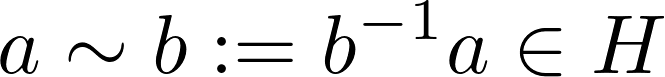 a ∼ b := b⁻¹a ∈ H